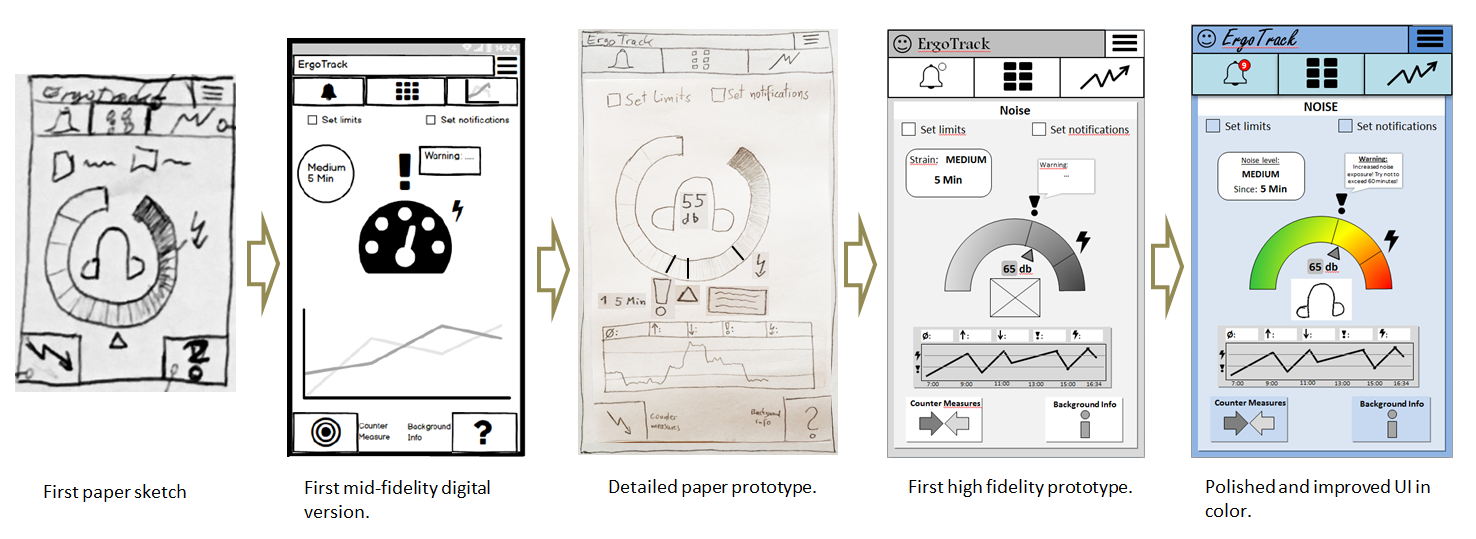 ErgoTrack
First paper sketch
14:24
ErgoTrack
Set limits
Set notifications
Medium
5 Min
Warning: ....
Counter
Measure
Background
Info
?
First mid-fidelity digital
version.
ErgoTrack
Set Limits
Set notifications
55
db
1 5 Min
Ø:
↑:
↓:
!:
Counter
measures
Background
info
?
Detailed paper prototype.
ErgoTrack
Noise
Set limits
Set notifications
Strain: MEDIUM
5 Min
Warning:
...
65 db
Ø: ↑: ↓: !:
7:00 9:00 11:00 13:00 15:00 16:34
Counter Measures
Background Info
First high fidelity prototype.
ErgoTrack
9
NOISE
Set limits
Set notifications
Noise level:
MEDIUM
Since: 5 Min
Warning:
Increased noise
exposure! Try not to
exceed 60 minutes!
65 db
Ø: ↑: ↓: !:
7:00 9:00 11:00 13:00 15:00 16:34
Counter Measures
Background Info
Polished and improved UI in
color.